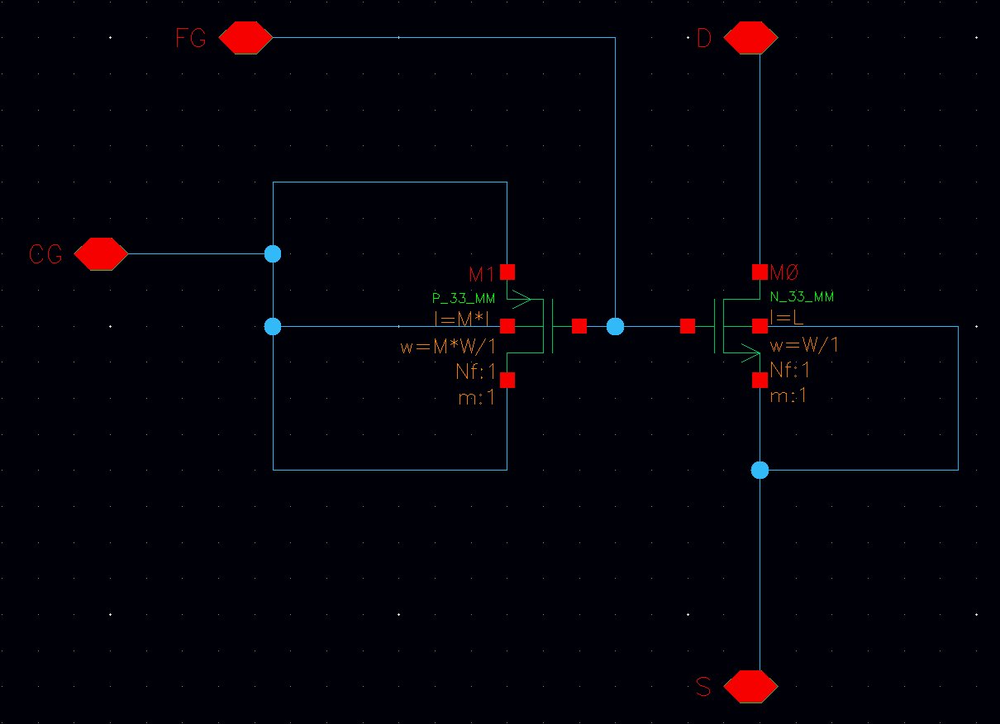 FG
D
CG
M1
P_33_MM
l=M*l
w=M*W/1
Nf:1
m:1
MØ
N_33_MM
l=L
w=W/1
Nf:1
m:1
S